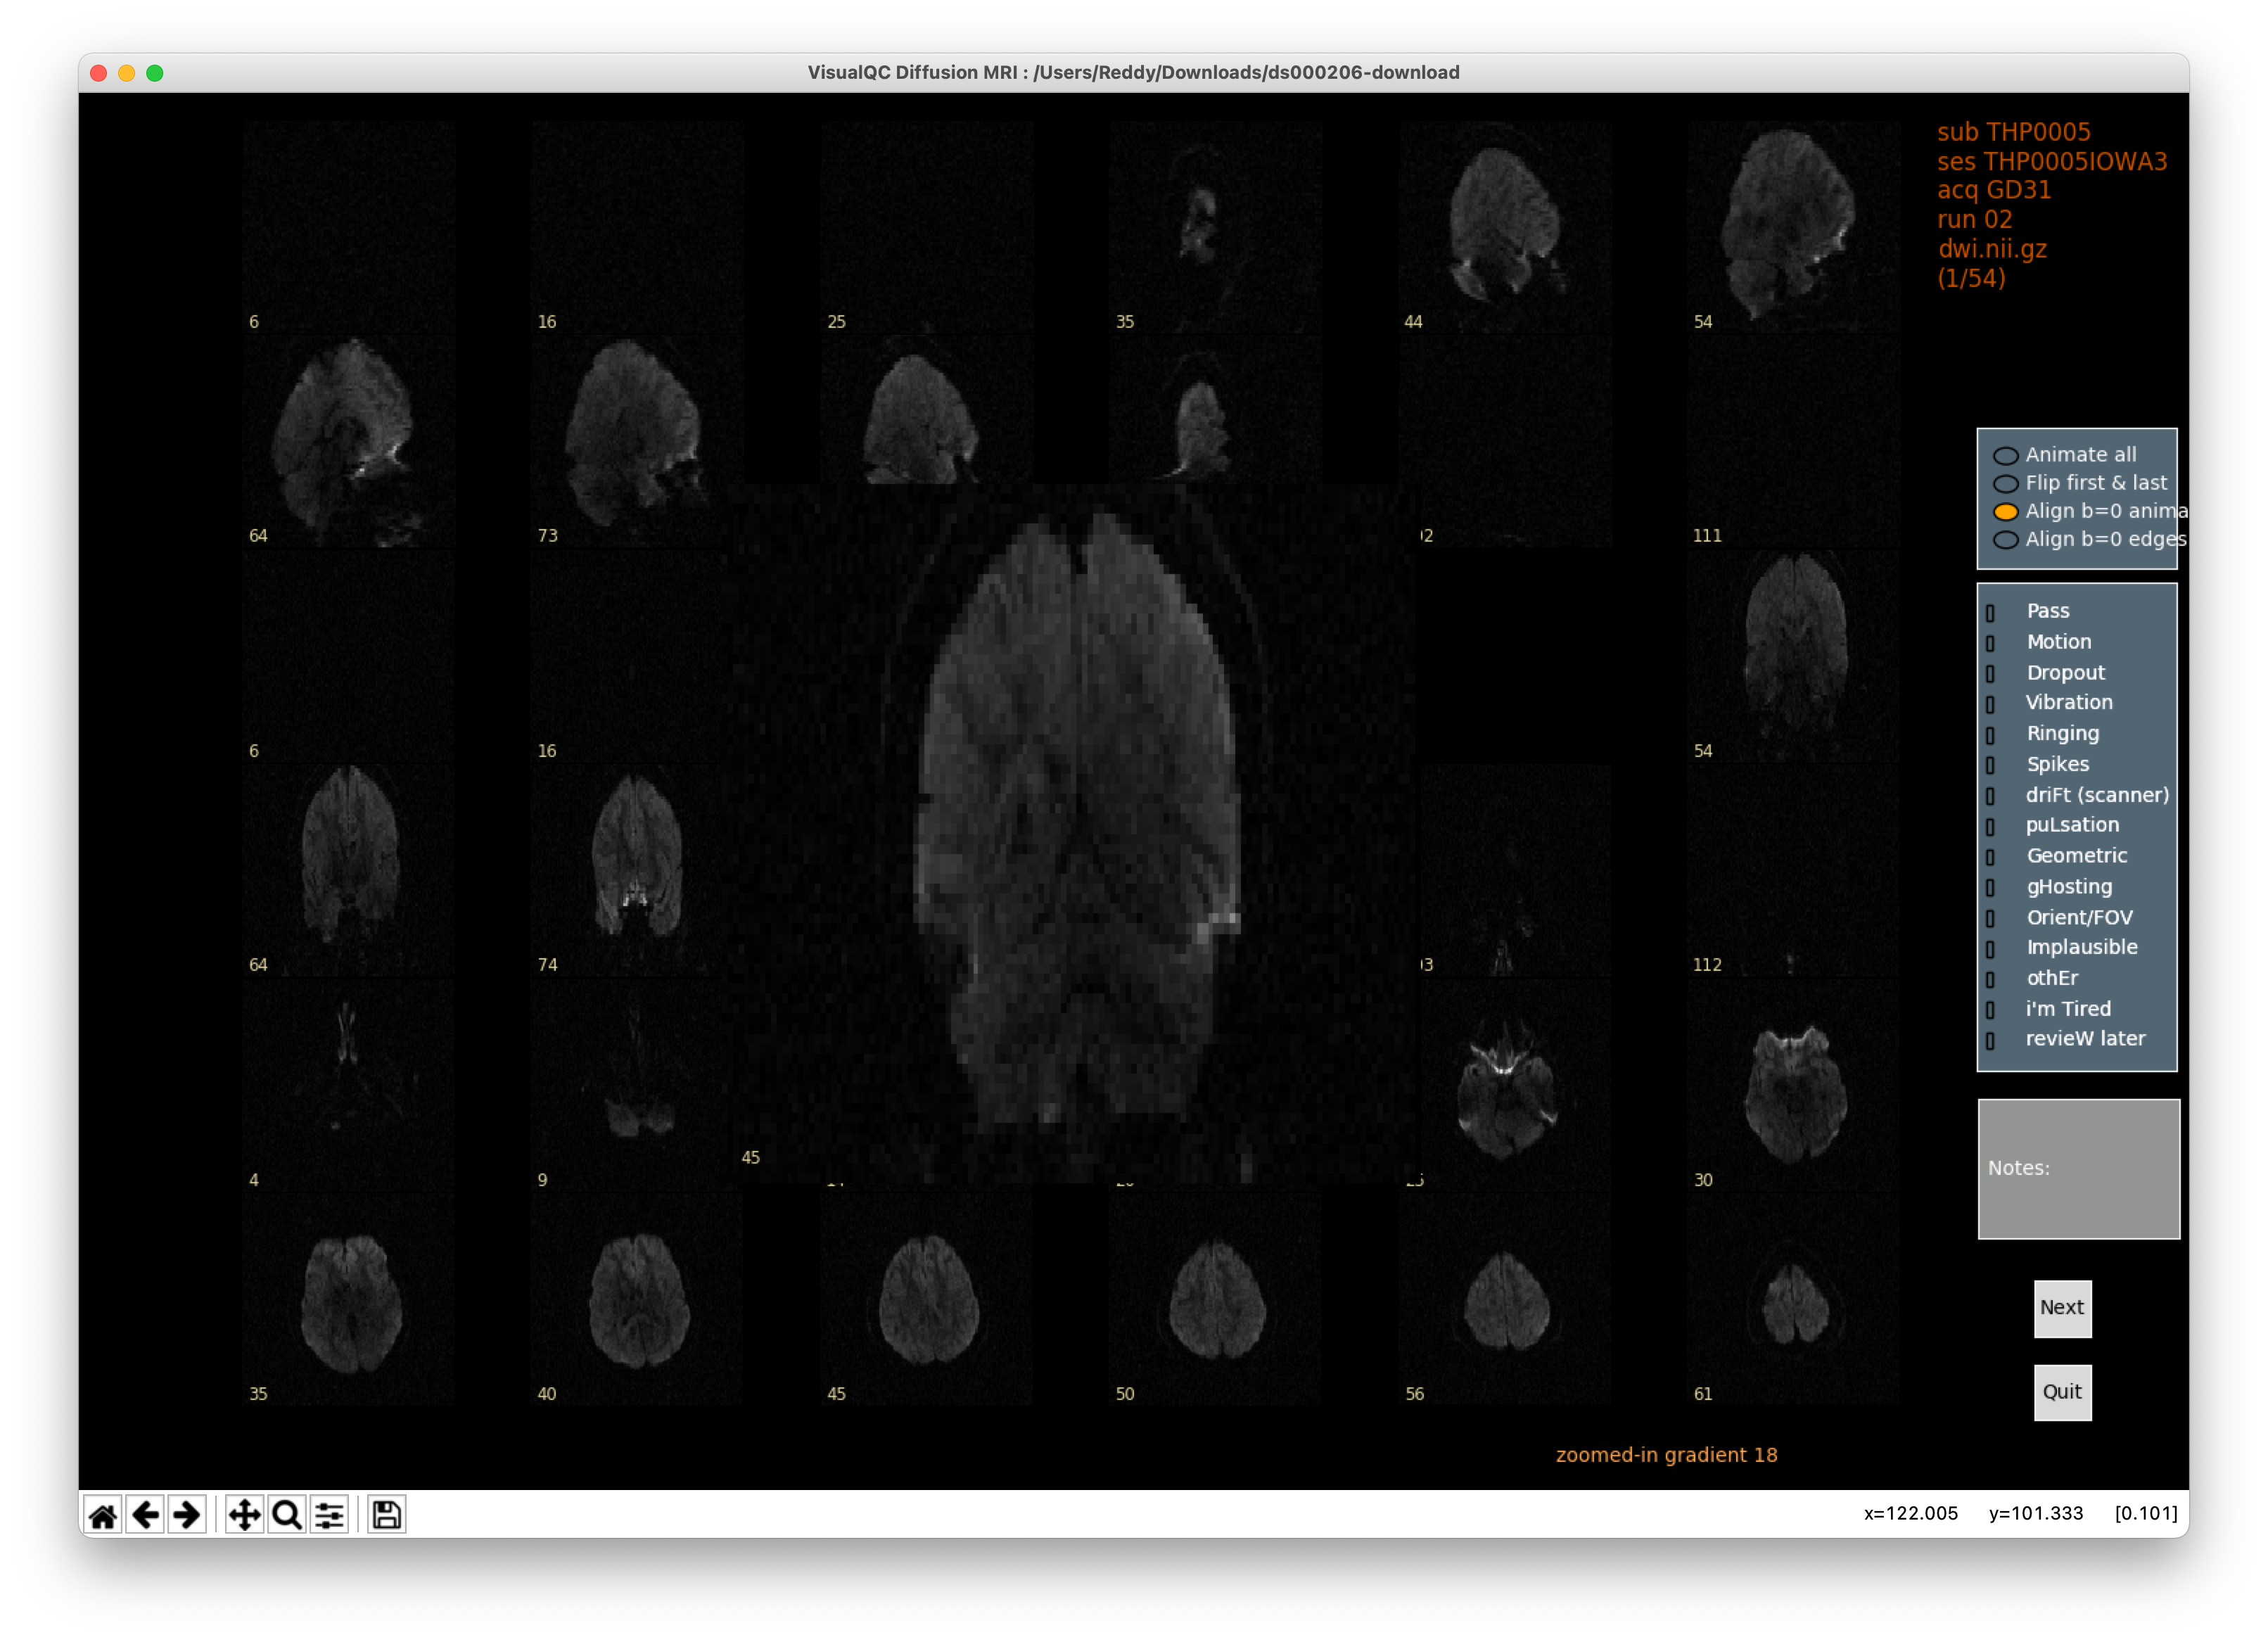 VisualQC Diffusion MRI : /Users/Reddy/Downloads/ds000206-download
sub THP0005
ses THP0005IOWA3
acq GD31
run 02
dwi.nii.gz
(1/54)
6 16 25 35 44 54
64 73 111
6 16 54
64 74 112
4 9 30
35 40 45 50 56 61
45
Animate all
Flip first & last
Align b=0 anima
Align b=0 edges
Pass
Motion
Dropout
Vibration
Ringing
Spikes
driFt (scanner)
puLsation
Geometric
gHosting
Orient/FOV
Implausible
othEr
i'm Tired
revieW later
Notes:
Next
Quit
zoomed-in gradient 18
x=122.005 y=101.333 [0.101]